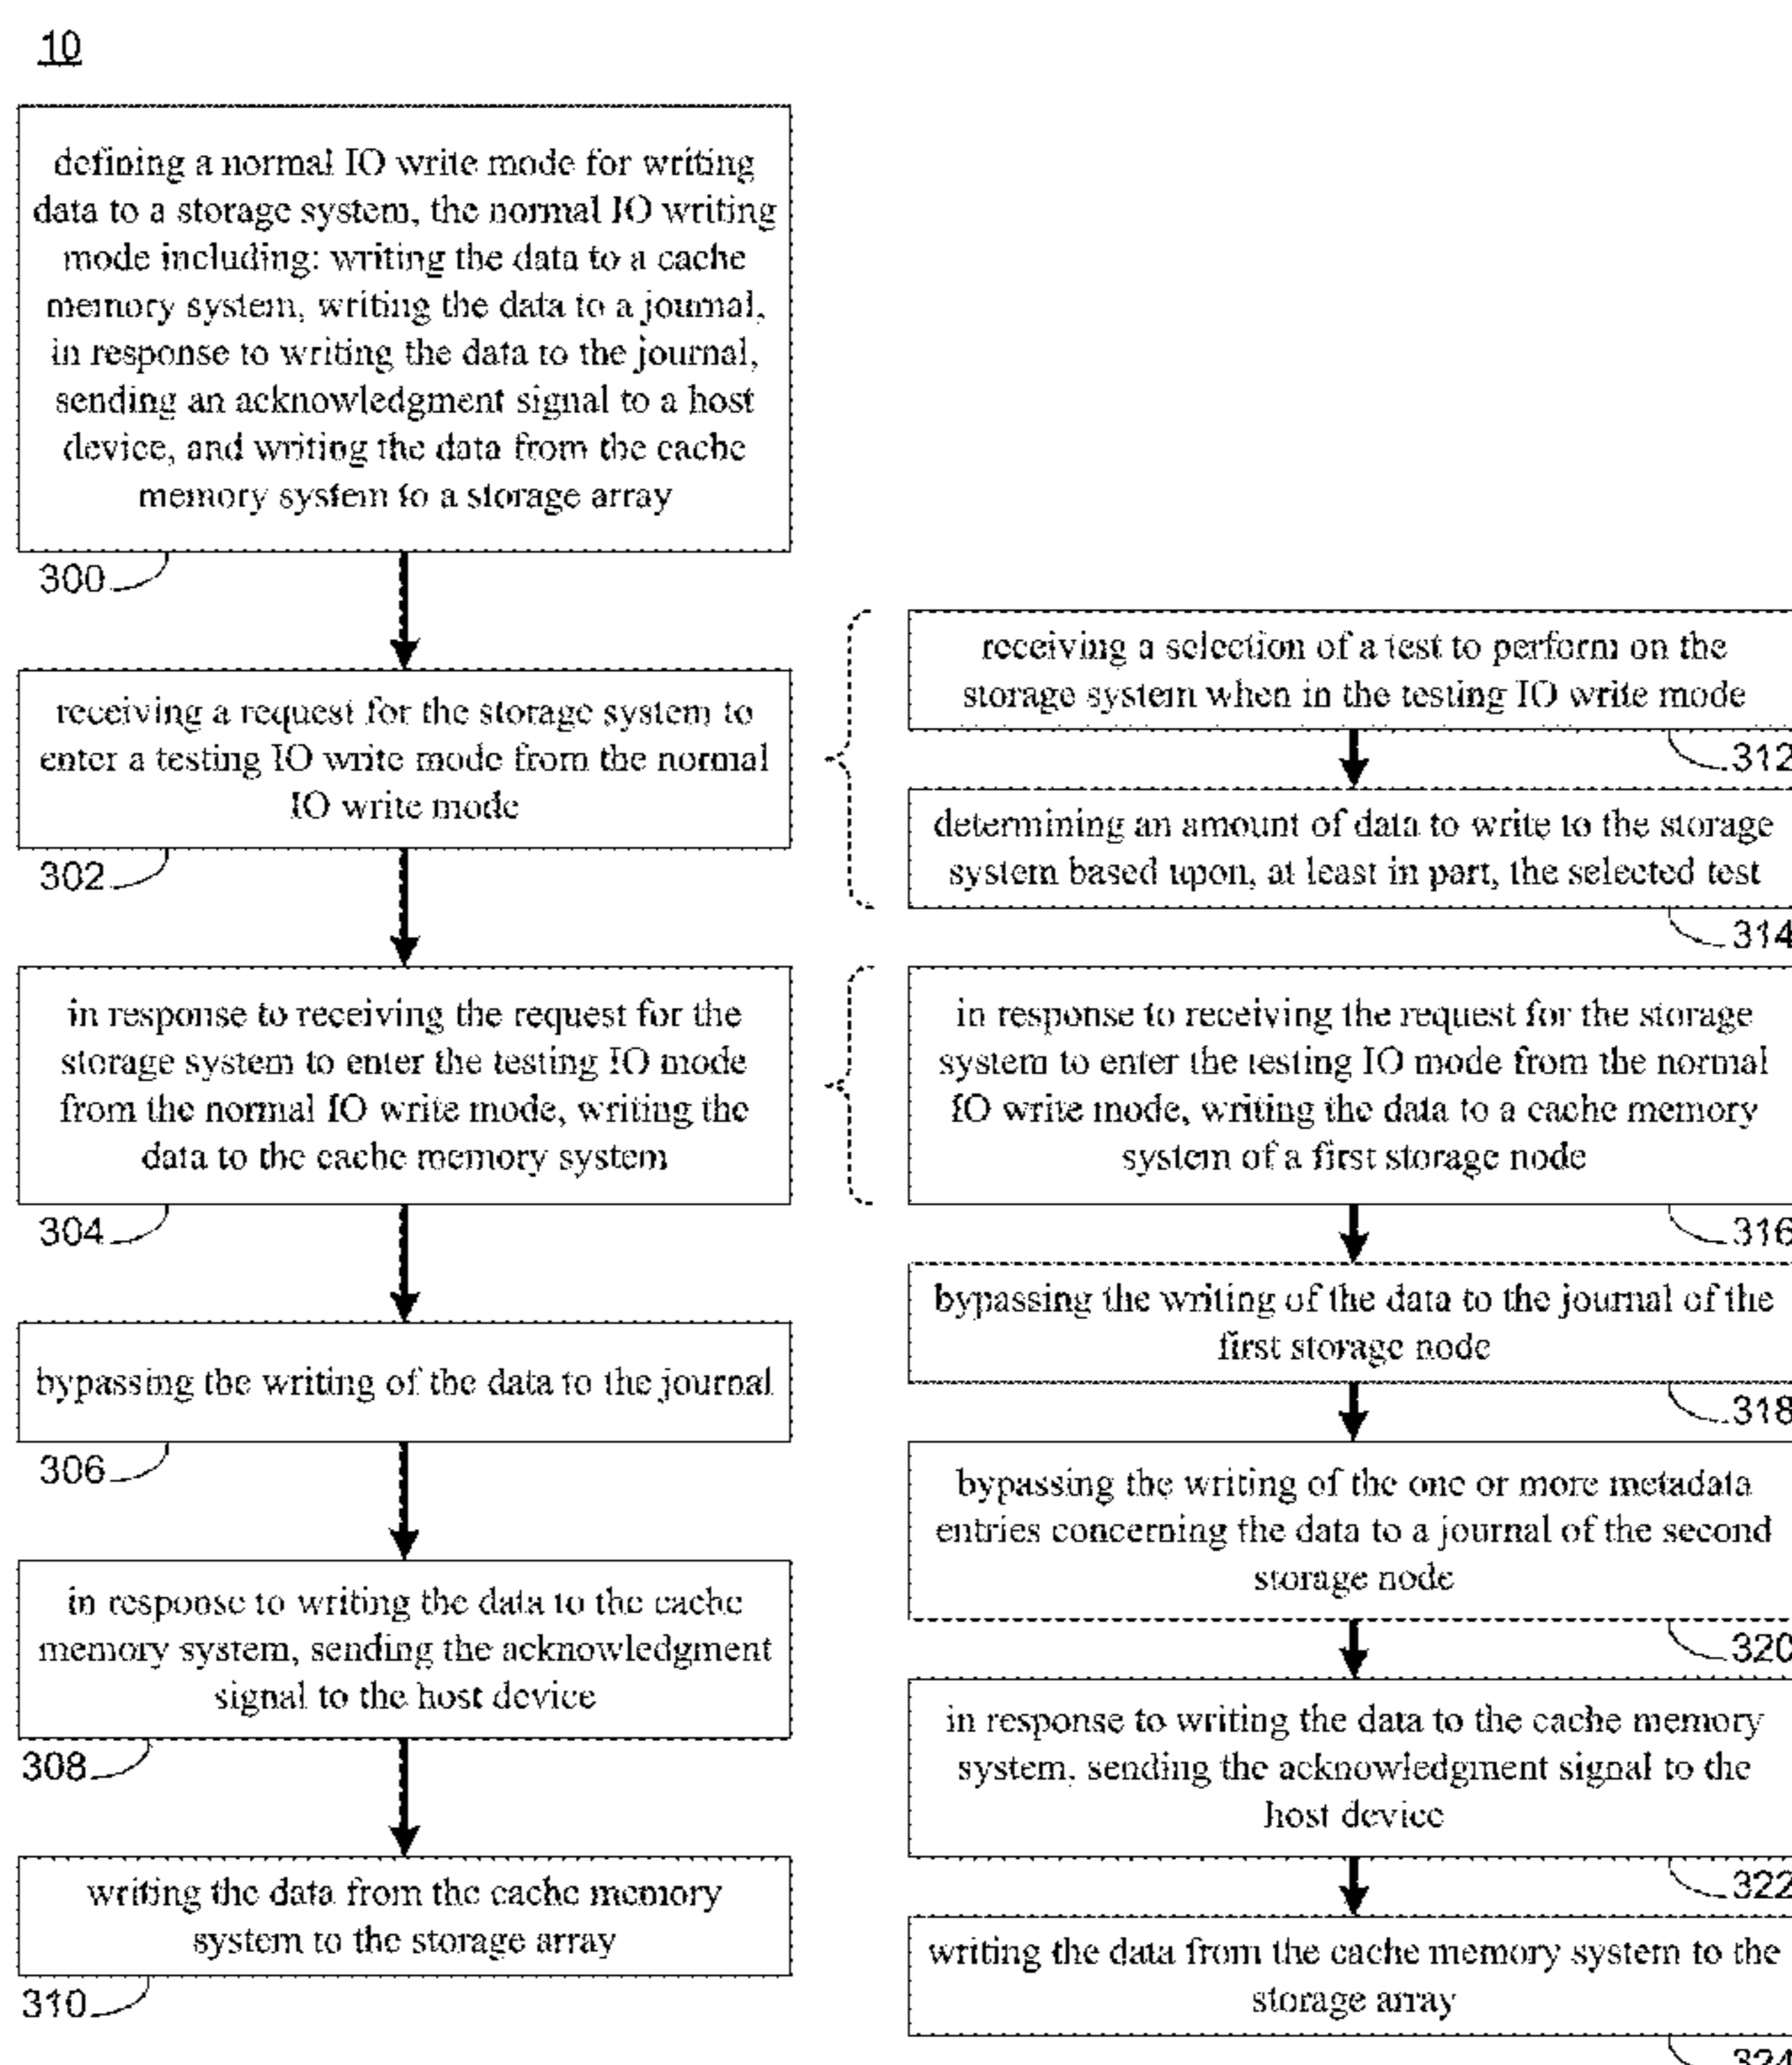 10
defining a normal IO write mode for writing
data to a storage system, the normal IO writing
mode including: writing the data to a cache
memory system, writing the data to a journal,
in response to writing the data to the journal,
sending an acknowledgment signal to a host
device, and writing the data from the cache
memory system to a storage array
300
receiving a request for the storage system to
enter a testing IO write mode from the normal
IO write mode
302
in response to receiving the request for the
storage system to enter the testing IO mode
from the normal IO write mode, writing the
data to the cache memory system
304
bypassing the writing of the data to the journal
306
in response to writing the data to the cache
memory system, sending the acknowledgment
signal to the host device
308
writing the data from the cache memory
system to the storage array
310
receiving a selection of a test to perform on the
storage system when in the testing IO write mode
312
determining an amount of data to write to the storage
system based upon, at least in part, the selected test
314
in response to receiving the request for the storage
system to enter the testing IO mode from the normal
IO write mode, writing the data to a cache memory
system of a first storage node
316
bypassing the writing of the data to the journal of the
first storage node
318
bypassing the writing of the one or more metadata
entries concerning the data to a journal of the second
storage node
320
in response to writing the data to the cache memory
system, sending the acknowledgment signal to the
host device
322
writing the data from the cache memory system to the
storage array
324